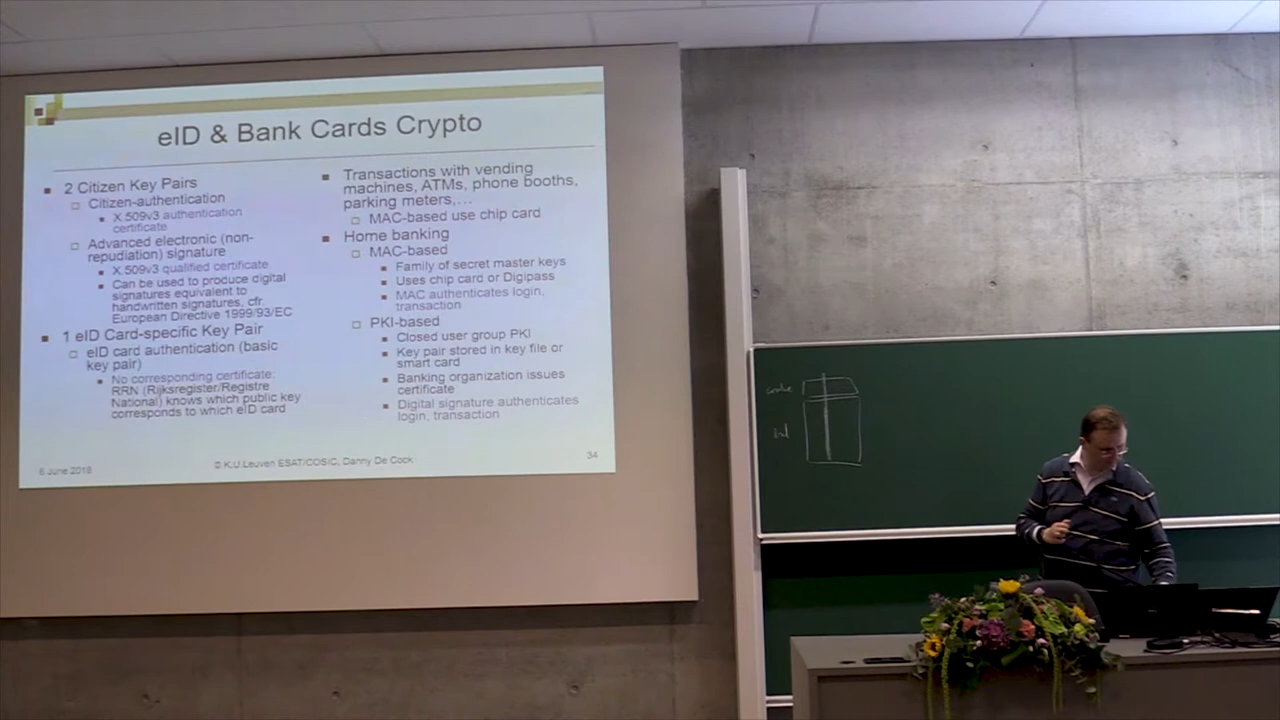 eID & Bank Cards Crypto
2 Citizen Key Pairs
Citizen-authentication
X.509v3 authentication
certificate
Advanced electronic (non-
repudiation) signature
X.509v3 qualified certificate
Can be used to produce digital
signatures equivalent to
handwritten signatures, cfr.
European Directive 1999/93/EC
1 eID Card-specific Key Pair
eID card authentication (basic
key pair)
No corresponding certificate:
RRN (Rijksregister/Registre
National) knows which public key
corresponds to which eID card
Transactions with vending
machines, ATMs, phone booths,
parking meters,…
MAC-based use chip card
Home banking
MAC-based
Family of secret master keys
Uses chip card or Digipass
MAC authenticates login,
transaction
PKI-based
Closed user group PKI
Key pair stored in key file or
smart card
Banking organization issues
certificate
Digital signature authenticates
login, transaction
6 June 2018
© K.U.Leuven ESAT/COSIC, Danny De Cock
34